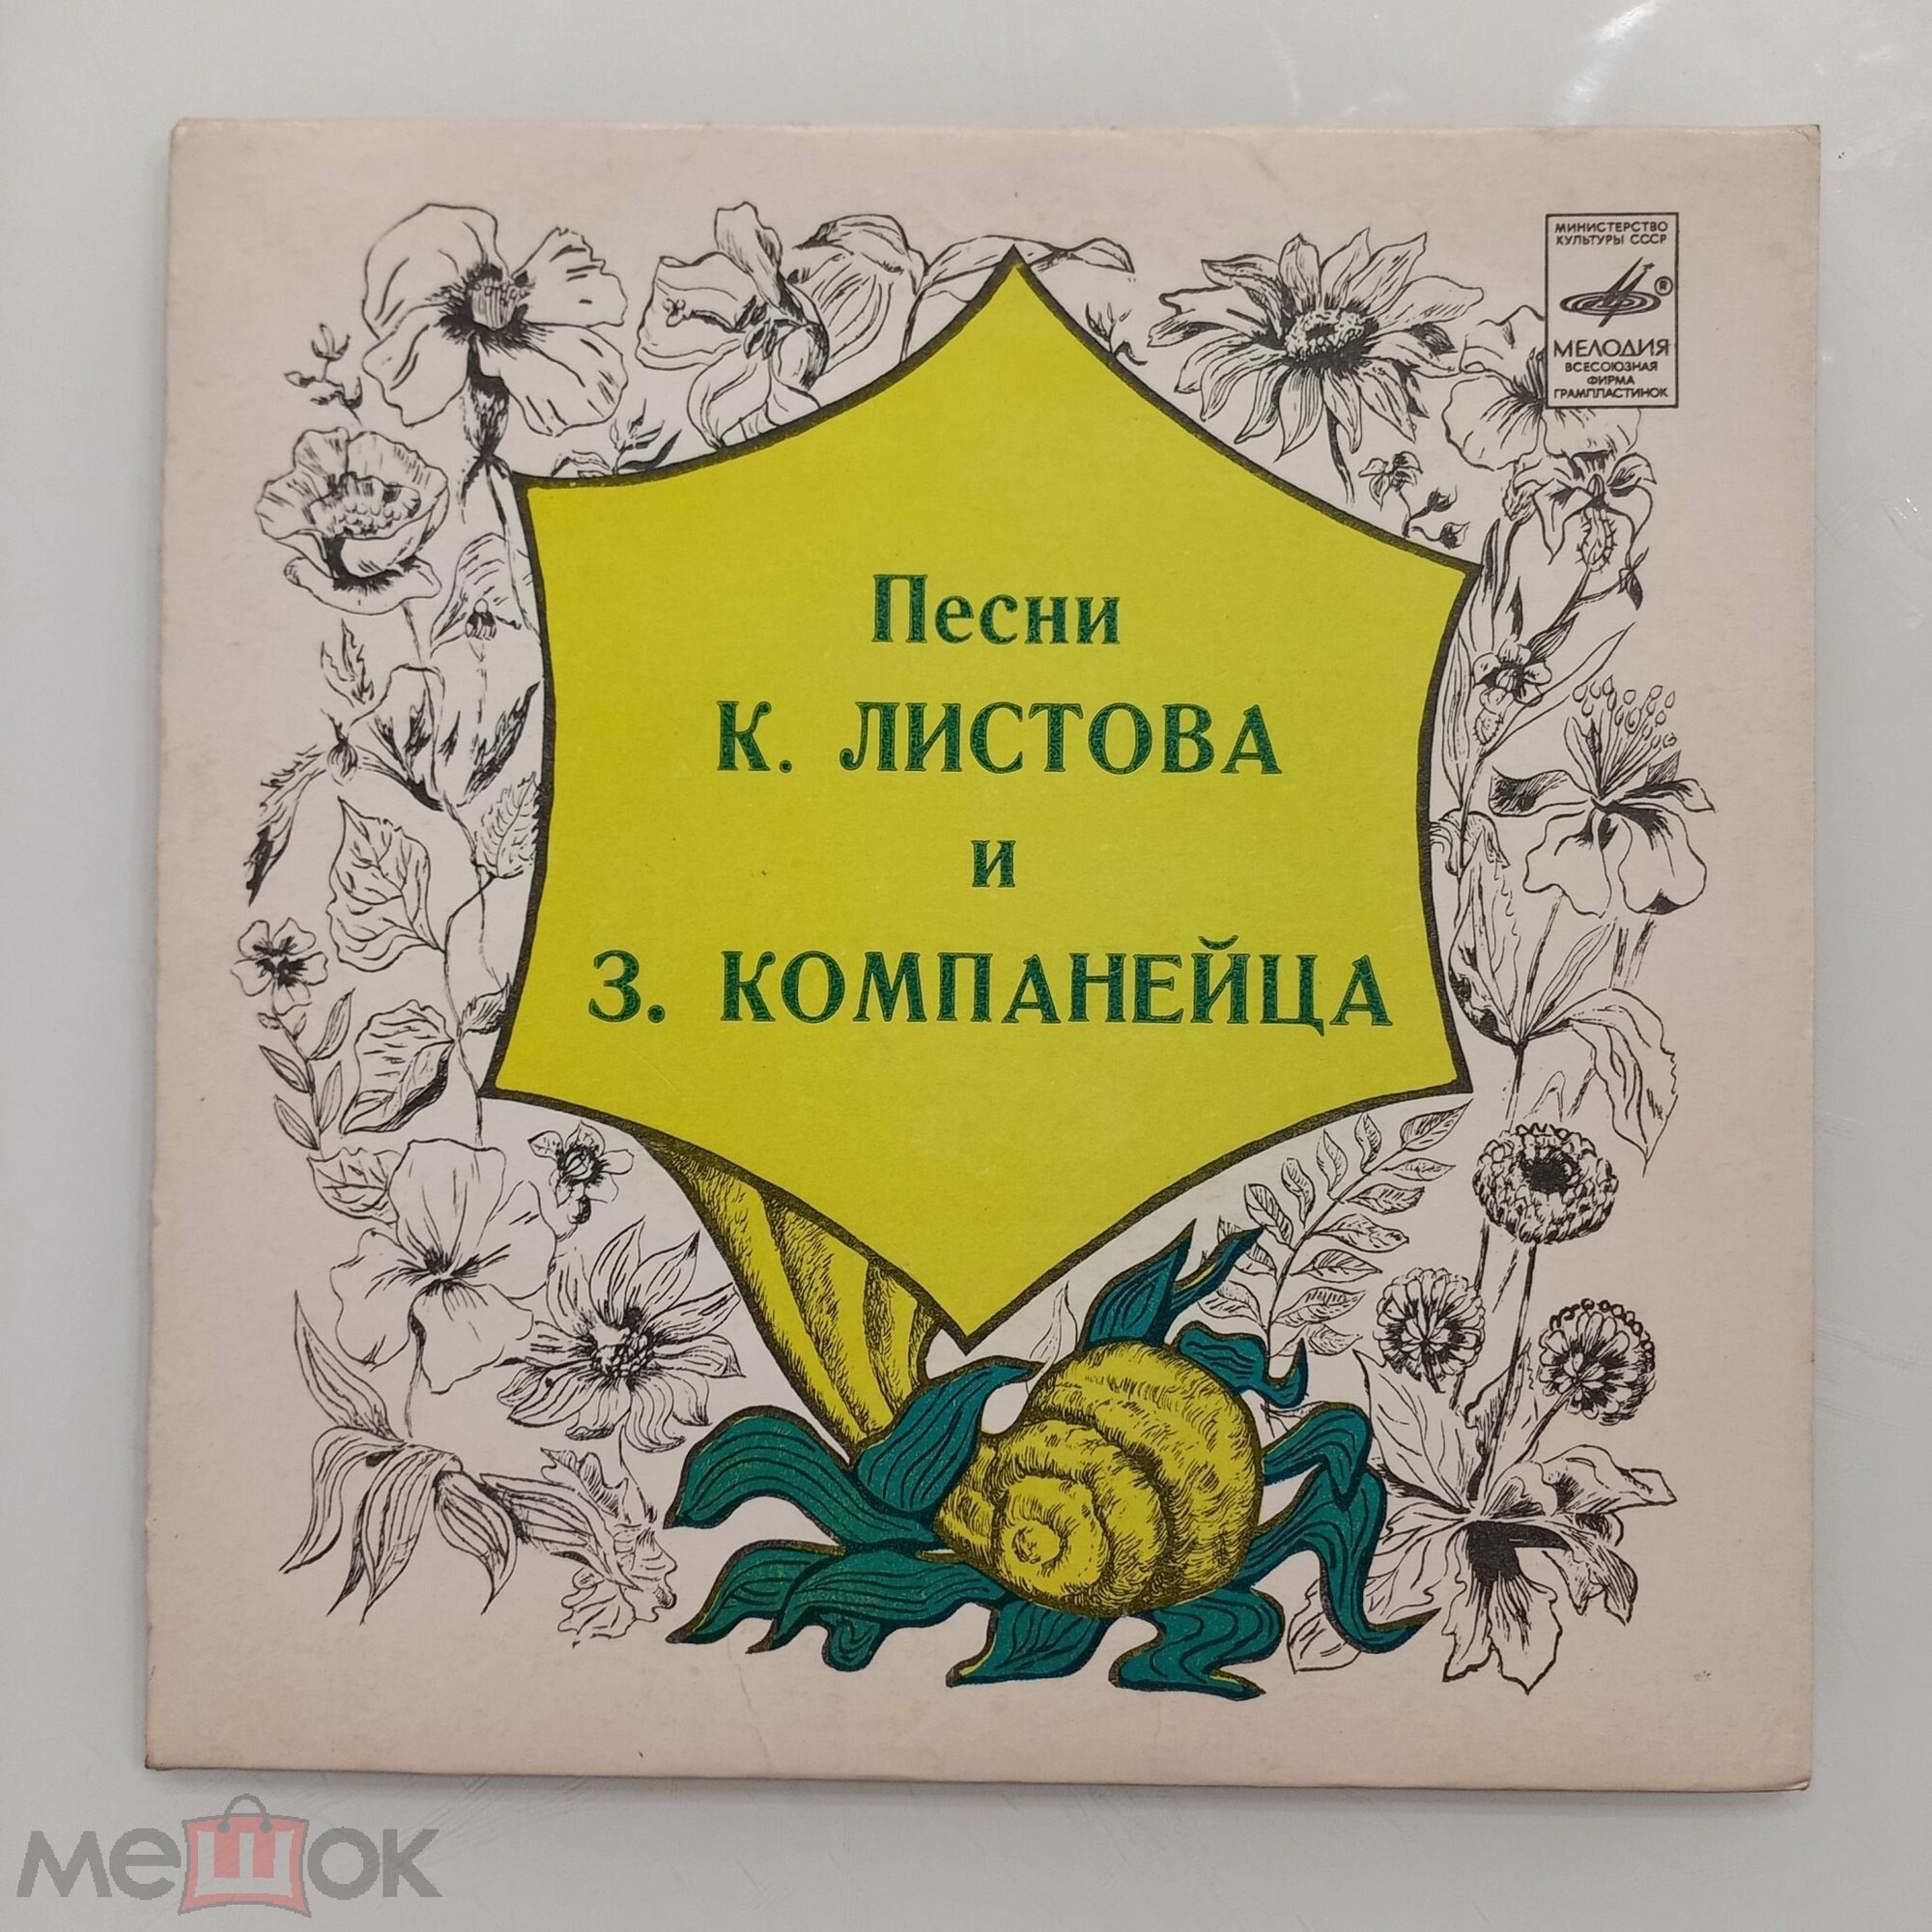 МИНИСТЕРСТВО
КУЛЬТУРЫ СССР
®
МЕЛОДИЯ
ВСЕСОЮЗНАЯ
ФИРМА
ГРАМПЛАСТИНОК
Песни
К. ЛИСТОВА
и
З. КОМПАНЕЙЦА
мешок